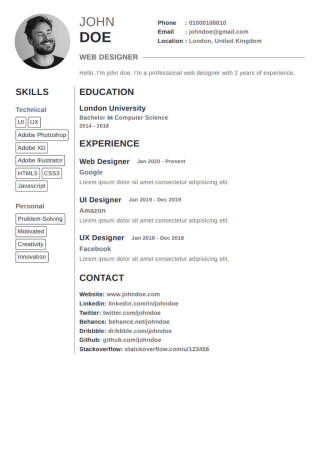 JOHN
DOE
Phone : 01000100010
Email : johndoe@gmail.com
Location : London, United Kingdom
WEB DESIGNER
Hello, I'm john doe, I'm a professional web designer with 2 years of experience.
SKILLS
Technical
UI UX
Adobe Photoshop
Adobe XD
Adobe Illustrator
HTML5 CSS3
Javascript
Personal
Problem-Solving
Motivated
Creativity
Innovation
EDUCATION
London University
Bachelor in Computer Science
2014 - 2018
EXPERIENCE
Web Designer Jan 2020 - Present
Google
Lorem ipsum dolor sit amet consectetur adipisicing elit.
UI Designer Jan 2019 - Dec 2019
Amazon
Lorem ipsum dolor sit amet consectetur adipisicing elit.
UX Designer Jan 2018 - Dec 2018
Facebook
Lorem ipsum dolor sit amet consectetur adipisicing elit.
CONTACT
Website: www.johndoe.com
Linkedin: linkedin.com/in/johndoe
Twitter: twitter.com/johndoe
Behance: behance.net/johndoe
Dribbble: dribbble.com/johndoe
Github: github.com/johndoe
Stackoverflow: statckoverflow.com/u/123456